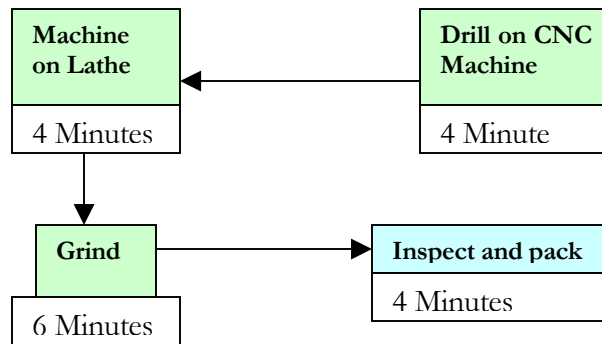 Machine
on Lathe
4 Minutes
Drill on CNC
Machine
4 Minute
Grind
6 Minutes
Inspect and pack
4 Minutes